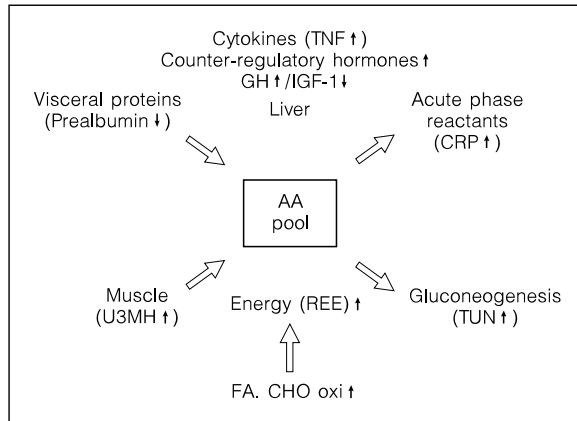 Cytokines (TNF⬆)
Counter-regulatory hormones⬆
GH⬆/IGF-1⬇
Liver
Visceral proteins
(Prealbumin⬇)
Acute phase
reactants
(CRP⬆)
AA
pool
Muscle
(U3MH⬆)
Energy (REE)⬆
Gluconeogenesis
(TUN⬆)
FA. CHO oxi⬆